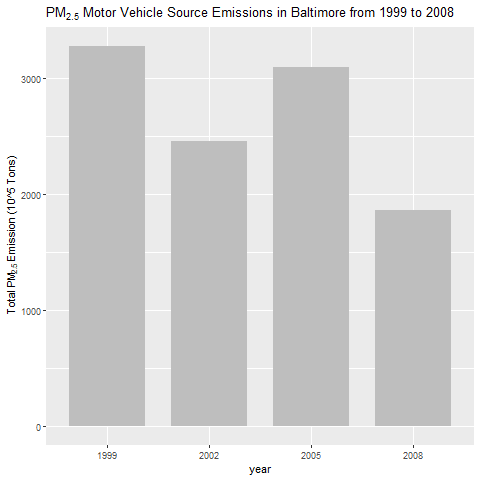 PM2.5 Motor Vehicle Source Emissions in Baltimore from 1999 to 2008
Total PM2.5 Emission (10^5 Tons)
3000
2000
1000
0
1999 2002 2005 2008
year